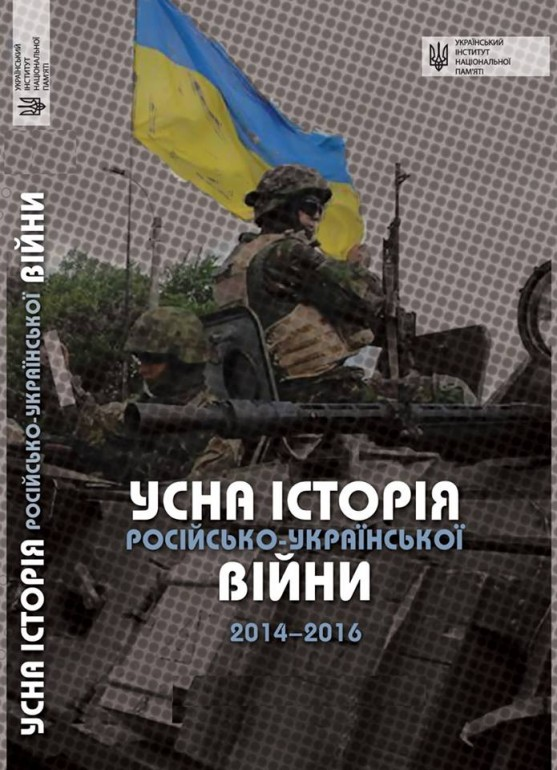 УКРАЇНСЬКИЙ
ІНСТИТУТ
НАЦІОНАЛЬНОЇ
ПАМ'ЯТІ
УСНА ІСТОРІЯ РОСІЙСЬКО-УКРАЇНСЬКОЇ ВІЙНИ
УКРАЇНСЬКИЙ
ІНСТИТУТ
НАЦІОНАЛЬНОЇ
ПАМ'ЯТІ
УСНА ІСТОРІЯ
РОСІЙСЬКО-УКРАЇНСЬКОЇ
ВІЙНИ
2014–2016